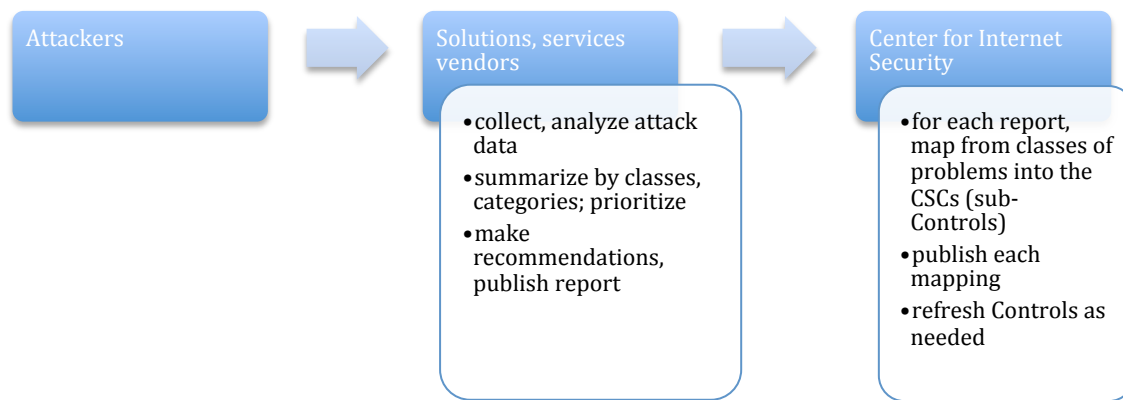 Attackers
Solutions, services
vendors
•collect, analyze attack
data
•summarize by classes,
categories; prioritize
•make
recommendations,
publish report
Center for Internet
Security
•for each report,
map from classes of
problems into the
CSCs (sub-
Controls)
•publish each
mapping
•refresh Controls as
needed